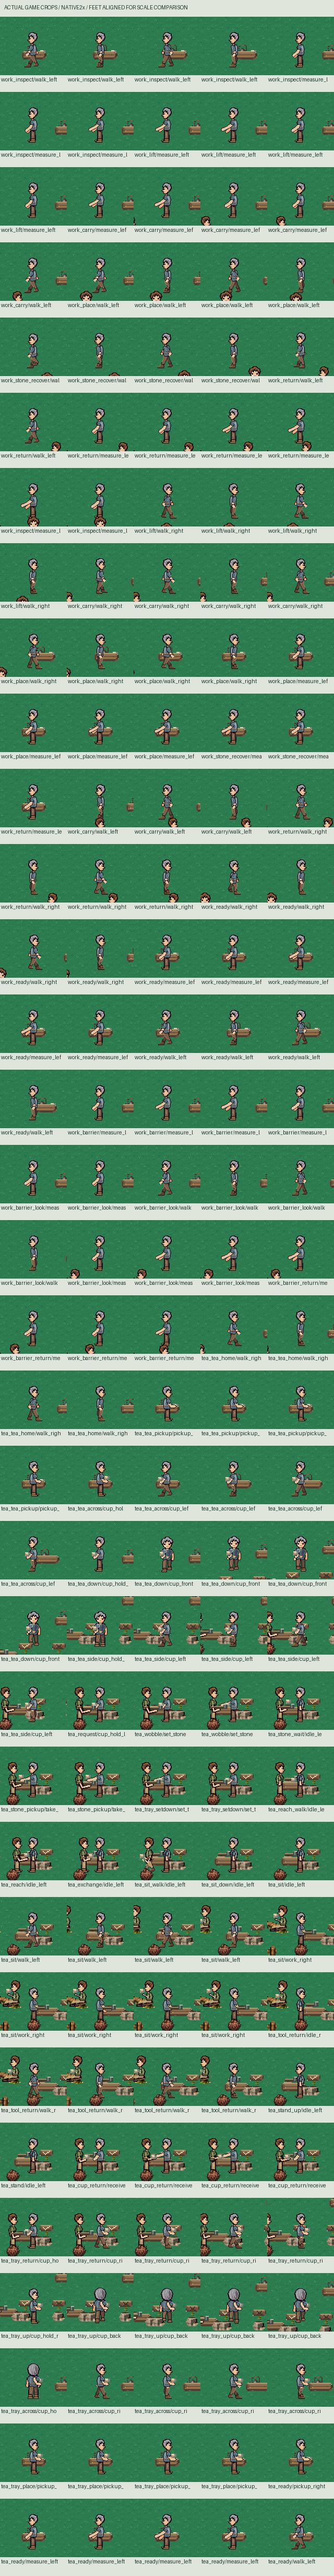 ACTUAL GAME CROPS / NATIVE2x / FEET ALIGNED FOR SCALE COMPARISON
work_inspect/walk_left work_inspect/walk_left work_inspect/walk_left work_inspect/walk_left work_inspect/measure_l
work_inspect/measure_l work_inspect/measure_l work_lift/measure_left work_lift/measure_left work_lift/measure_left
work_lift/measure_left work_carry/measure_lef work_carry/measure_lef work_carry/measure_lef work_carry/measure_lef
work_carry/walk_left work_place/walk_left work_place/walk_left work_place/walk_left work_place/walk_left
work_stone_recover/wal work_stone_recover/wal work_stone_recover/wal work_stone_recover/wal work_return/walk_left
work_return/walk_left work_return/measure_le work_return/measure_le work_return/measure_le work_return/measure_le
work_inspect/measure_l work_inspect/measure_l work_lift/walk_right work_lift/walk_right work_lift/walk_right
work_lift/walk_right work_carry/walk_right work_carry/walk_right work_carry/walk_right work_carry/walk_right
work_place/walk_right work_place/walk_right work_place/walk_right work_place/walk_right work_place/measure_lef
work_place/measure_lef work_place/measure_lef work_place/measure_lef work_stone_recover/mea work_stone_recover/mea
work_return/measure_le work_carry/walk_left work_carry/walk_left work_carry/walk_left work_return/walk_right
work_return/walk_right work_return/walk_right work_return/walk_right work_ready/walk_right work_ready/walk_right
work_ready/walk_right work_ready/walk_right work_ready/measure_lef work_ready/measure_lef work_ready/measure_lef
work_ready/measure_lef work_ready/measure_lef work_ready/walk_left work_ready/walk_left work_ready/walk_left
work_ready/walk_left work_barrier/measure_l work_barrier/measure_l work_barrier/measure_l work_barrier/measure_l
work_barrier_look/meas work_barrier_look/meas work_barrier_look/walk work_barrier_look/walk work_barrier_look/walk
work_barrier_look/walk work_barrier_look/meas work_barrier_look/meas work_barrier_look/meas work_barrier_return/me
work_barrier_return/me work_barrier_return/me work_barrier_return/me tea_tea_home/walk_righ tea_tea_home/walk_righ
tea_tea_home/walk_righ tea_tea_home/walk_righ tea_tea_pickup/pickup_ tea_tea_pickup/pickup_ tea_tea_pickup/pickup_
tea_tea_pickup/pickup_ tea_tea_across/cup_hol tea_tea_across/cup_lef tea_tea_across/cup_lef tea_tea_across/cup_lef
tea_tea_across/cup_lef tea_tea_down/cup_hold_ tea_tea_down/cup_front tea_tea_down/cup_front tea_tea_down/cup_front
tea_tea_down/cup_front tea_tea_side/cup_hold_ tea_tea_side/cup_left tea_tea_side/cup_left tea_tea_side/cup_left
tea_tea_side/cup_left tea_request/cup_hold_l tea_wobble/set_stone tea_wobble/set_stone tea_stone_wait/idle_le
tea_stone_pickup/take_ tea_stone_pickup/take_ tea_tray_setdown/set_t tea_tray_setdown/set_t tea_reach_walk/idle_le
tea_reach/idle_left tea_exchange/idle_left tea_sit_walk/idle_left tea_sit_down/idle_left tea_sit/idle_left
tea_sit/walk_left tea_sit/walk_left tea_sit/walk_left tea_sit/walk_left tea_sit/work_right
tea_sit/work_right tea_sit/work_right tea_sit/work_right tea_sit/work_right tea_tool_return/idle_r
tea_tool_return/walk_r tea_tool_return/walk_r tea_tool_return/walk_r tea_tool_return/walk_r tea_stand_up/idle_left
tea_stand/idle_left tea_cup_return/receive tea_cup_return/receive tea_cup_return/receive tea_cup_return/receive
tea_tray_return/cup_ho tea_tray_return/cup_ri tea_tray_return/cup_ri tea_tray_return/cup_ri tea_tray_return/cup_ri
tea_tray_up/cup_hold_r tea_tray_up/cup_back tea_tray_up/cup_back tea_tray_up/cup_back tea_tray_up/cup_back
tea_tray_across/cup_ho tea_tray_across/cup_ri tea_tray_across/cup_ri tea_tray_across/cup_ri tea_tray_across/cup_ri
tea_tray_place/pickup_ tea_tray_place/pickup_ tea_tray_place/pickup_ tea_tray_place/pickup_ tea_ready/pickup_right
tea_ready/measure_left tea_ready/measure_left tea_ready/measure_left tea_ready/measure_left tea_ready/walk_left